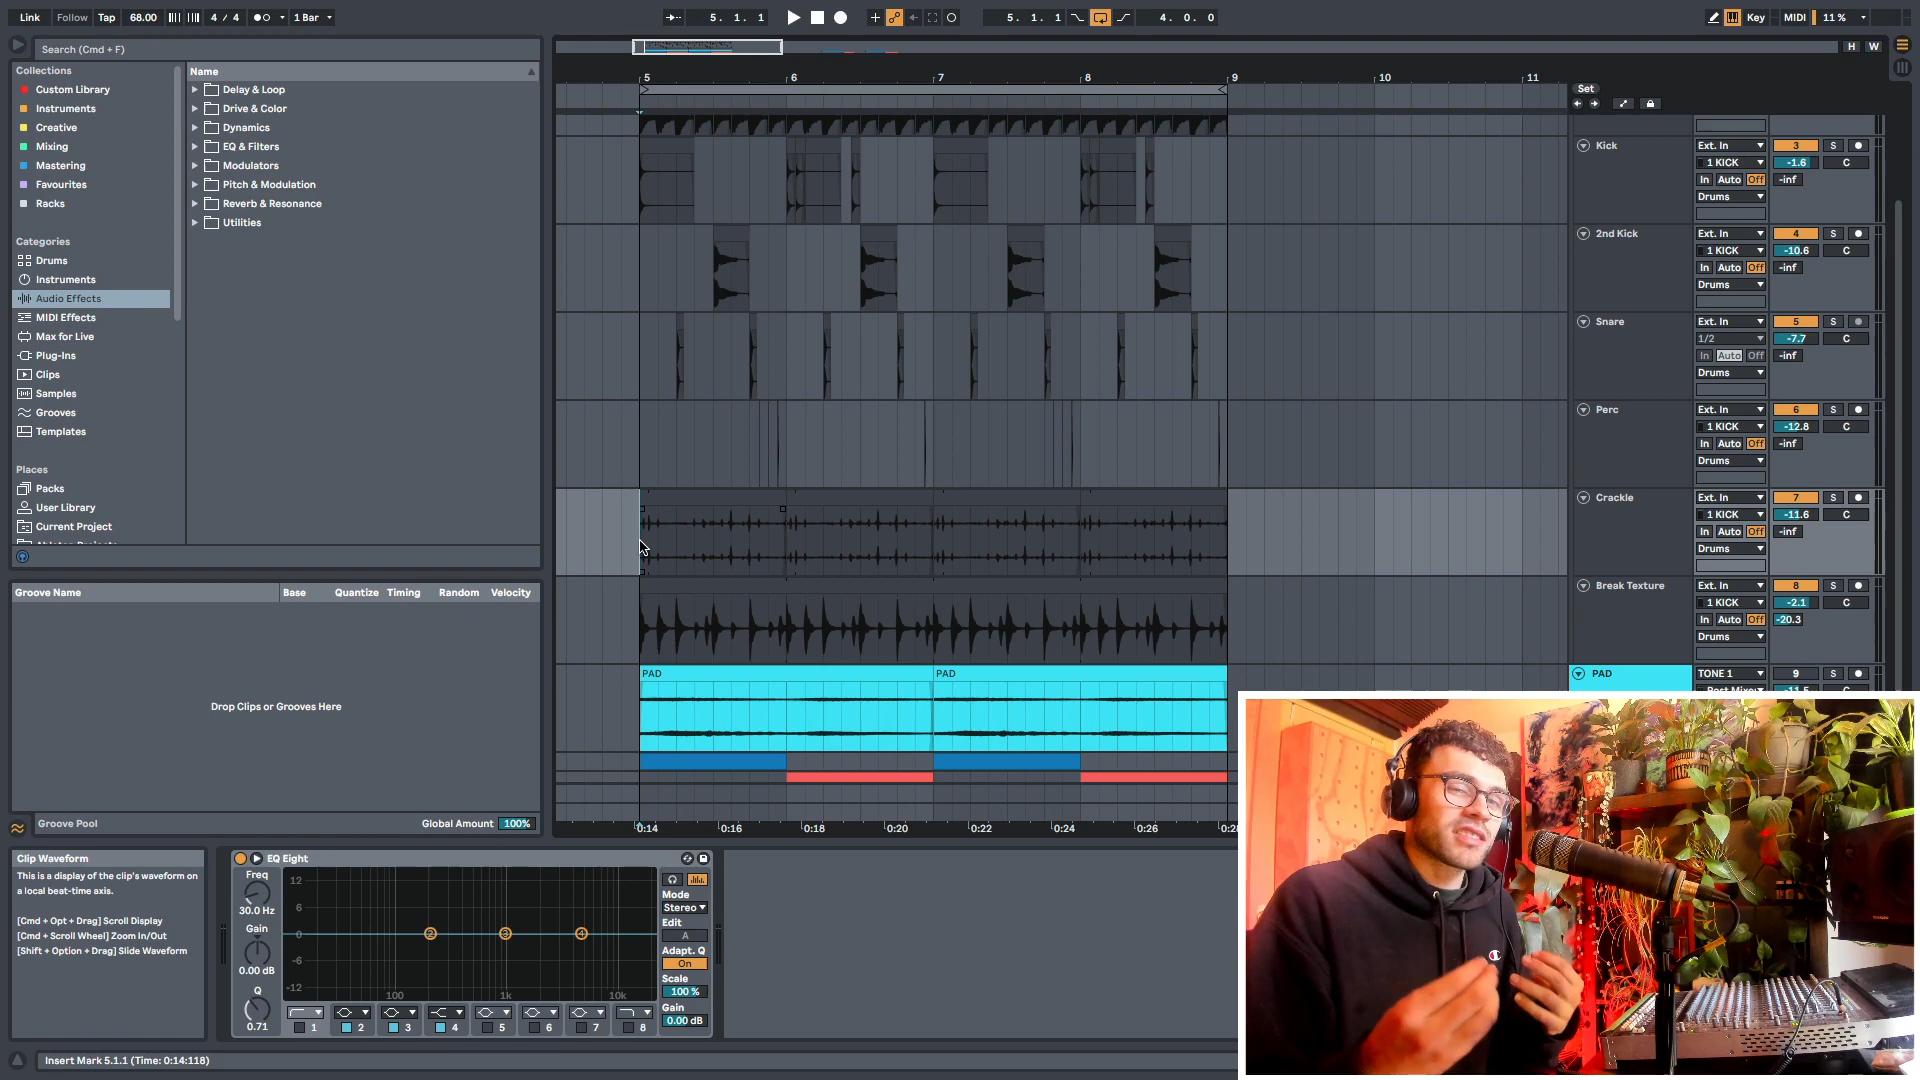 Link Follow Tap 68.00 4 / 4 1 Bar 5. 1. 1 5. 1. 1 4. 0. 0 Key MIDI 11 %
Search (Cmd + F)
H W
Collections
Custom Library
Instruments
Creative
Mixing
Mastering
Favourites
Racks
Categories
Drums
Instruments
Audio Effects
MIDI Effects
Max for Live
Plug-Ins
Clips
Samples
Grooves
Templates
Places
Packs
User Library
Current Project
Name
Delay & Loop
Drive & Color
Dynamics
EQ & Filters
Modulators
Pitch & Modulation
Reverb & Resonance
Utilities
5 6 7 8 9 10 11
Set
Kick Ext. In 3 S
1 KICK -1.6 C
In Auto Off -inf
Drums
2nd Kick Ext. In 4 S
1 KICK -10.6 C
In Auto Off -inf
Drums
Snare Ext. In 5 S
1/2 -7.7 C
In Auto Off -inf
Drums
Perc Ext. In 6 S
1 KICK -12.8 C
In Auto Off -inf
Drums
Crackle Ext. In 7 S
1 KICK -11.6 C
In Auto Off -inf
Drums
Break Texture Ext. In 8 S
1 KICK -2.1 C
In Auto Off -20.3
Drums
PAD PAD PAD TONE 1 9 S
0:14 0:16 0:18 0:20 0:22 0:24 0:26
Groove Name Base Quantize Timing Random Velocity
Drop Clips or Grooves Here
Groove Pool Global Amount 100%
Clip Waveform
This is a display of the clip's waveform on
a local beat-time axis.
[Cmd + Opt + Drag] Scroll Display
[Cmd + Scroll Wheel] Zoom In/Out
[Shift + Option + Drag] Slide Waveform
EQ Eight
Freq
30.0 Hz
Gain
0.00 dB
Q
0.71
12
6
0
-6
-12
100 1k 10k
2 3 4
1 2 3 4 5 6 7 8
Mode
Stereo
Edit
A
Adapt. Q
On
Scale
100 %
Gain
0.00 dB
Insert Mark 5.1.1 (Time: 0:14:118)